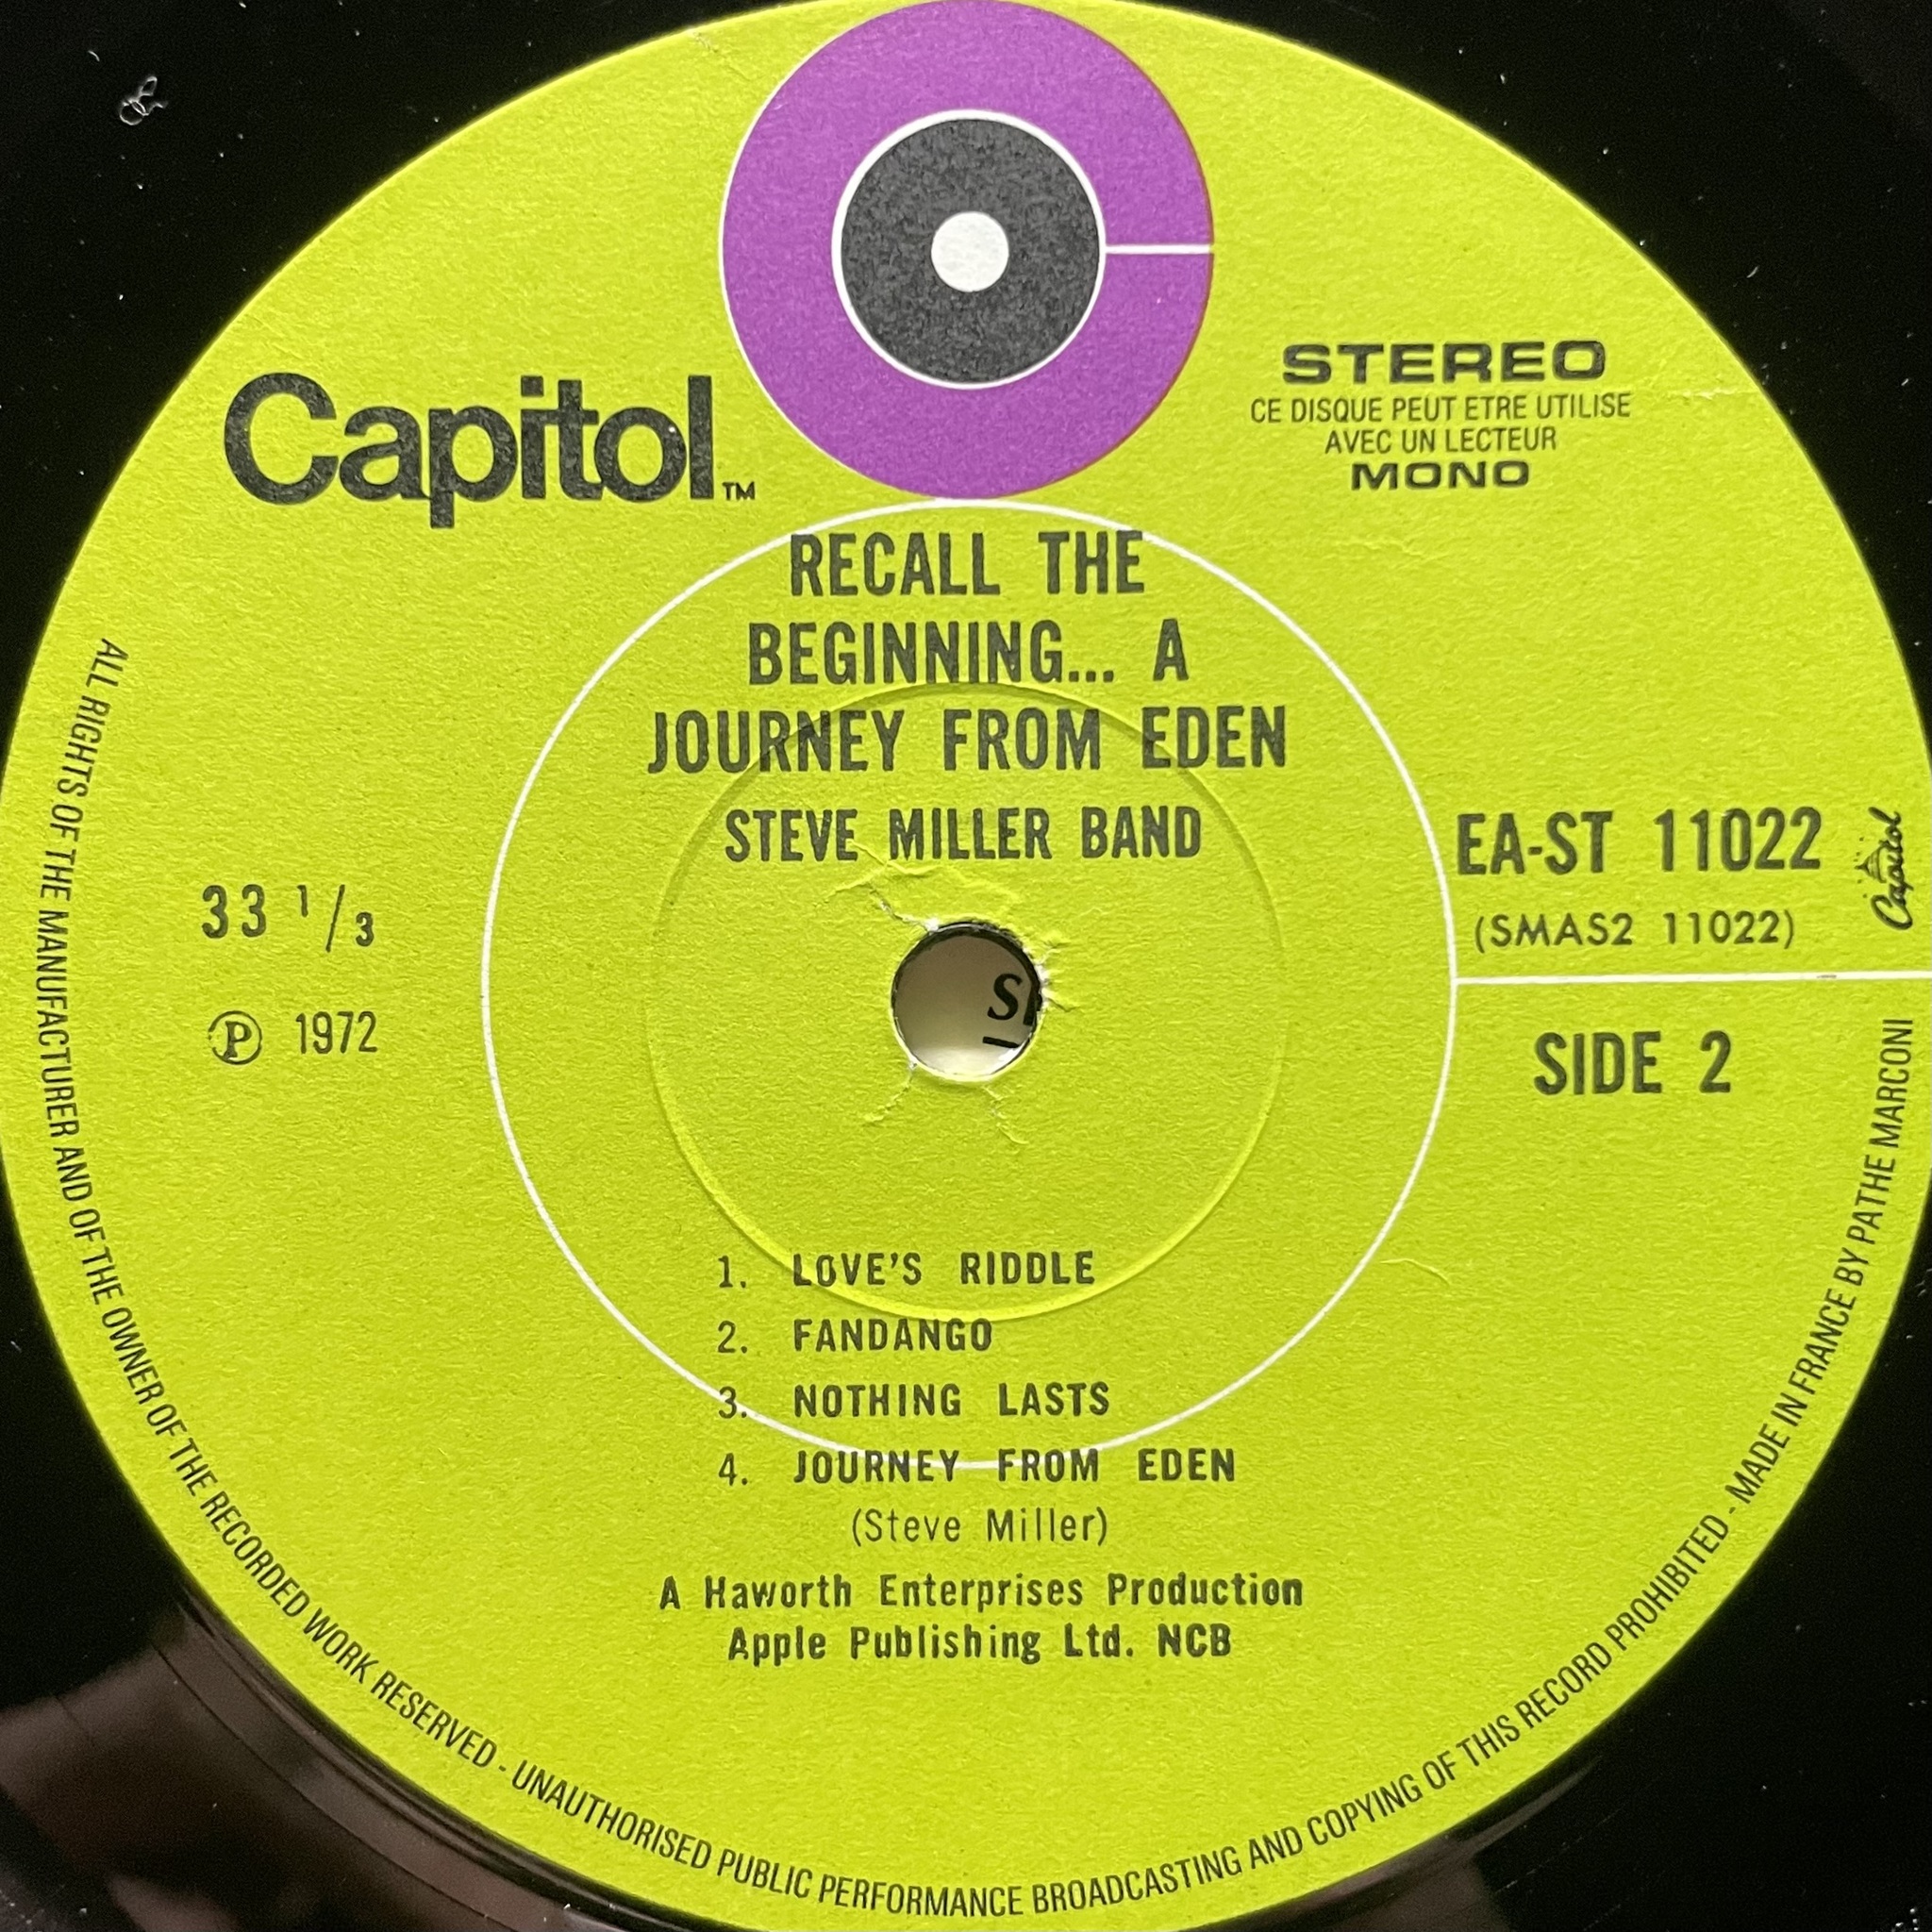 Capitol™
STEREO
CE DISQUE PEUT ETRE UTILISE
AVEC UN LECTEUR
MONO
RECALL THE
BEGINNING... A
JOURNEY FROM EDEN
STEVE MILLER BAND
33 1/3
Ⓟ 1972
EA-ST 11022
(SMAS2 11022)
Capitol
SIDE 2
1. LOVE'S RIDDLE
2. FANDANGO
3. NOTHING LASTS
4. JOURNEY FROM EDEN
(Steve Miller)
A Haworth Enterprises Production
Apple Publishing Ltd. NCB
ALL RIGHTS OF THE MANUFACTURER AND OF THE OWNER OF THE RECORDED WORK RESERVED - UNAUTHORISED PUBLIC PERFORMANCE BROADCASTING AND COPYING OF THIS RECORD PROHIBITED - MADE IN FRANCE BY PATHE MARCONI